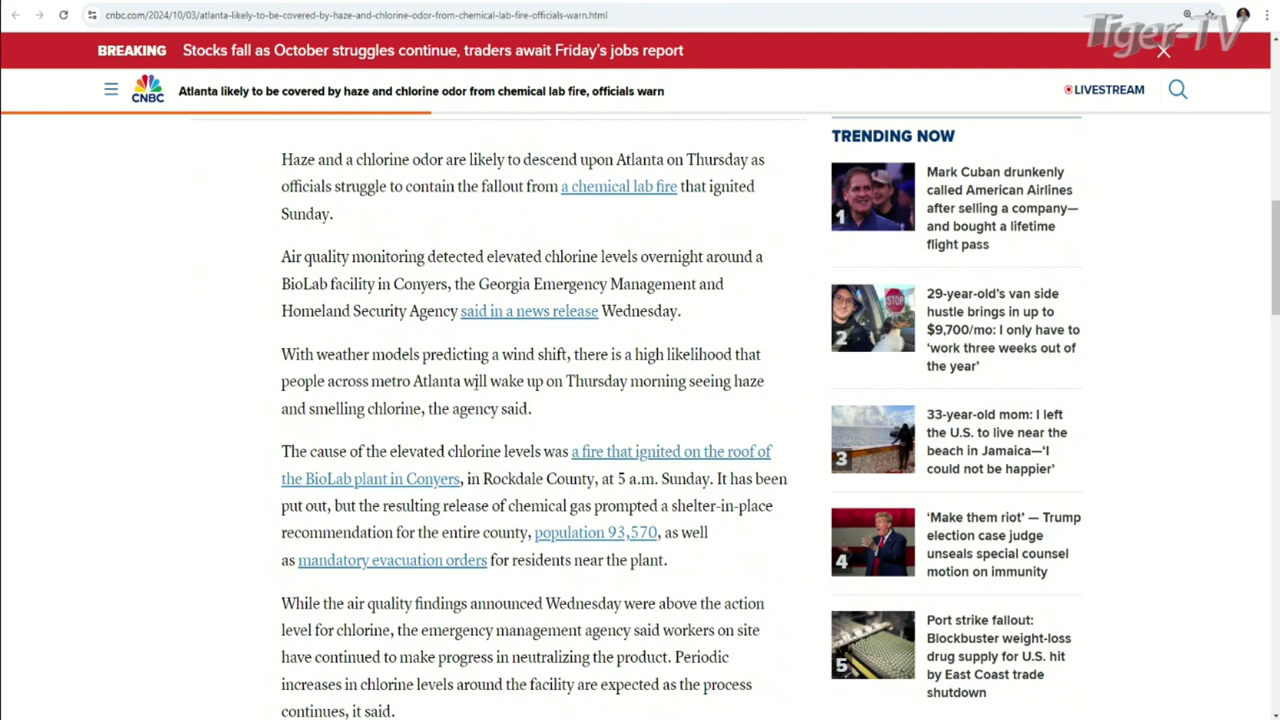 cnbc.com/2024/10/03/atlanta-likely-to-be-covered-by-haze-and-chlorine-odor-from-chemical-lab-fire-officials-warn.html
Tiger-TV
BREAKING Stocks fall as October struggles continue, traders await Friday's jobs report
CNBC
Atlanta likely to be covered by haze and chlorine odor from chemical lab fire, officials warn
LIVESTREAM
Haze and a chlorine odor are likely to descend upon Atlanta on Thursday as
officials struggle to contain the fallout from a chemical lab fire that ignited
Sunday.
Air quality monitoring detected elevated chlorine levels overnight around a
BioLab facility in Conyers, the Georgia Emergency Management and
Homeland Security Agency said in a news release Wednesday.
With weather models predicting a wind shift, there is a high likelihood that
people across metro Atlanta will wake up on Thursday morning seeing haze
and smelling chlorine, the agency said.
The cause of the elevated chlorine levels was a fire that ignited on the roof of
the BioLab plant in Conyers, in Rockdale County, at 5 a.m. Sunday. It has been
put out, but the resulting release of chemical gas prompted a shelter-in-place
recommendation for the entire county, population 93,570, as well
as mandatory evacuation orders for residents near the plant.
While the air quality findings announced Wednesday were above the action
level for chlorine, the emergency management agency said workers on site
have continued to make progress in neutralizing the product. Periodic
increases in chlorine levels around the facility are expected as the process
continues, it said.
TRENDING NOW
1
Mark Cuban drunkenly
called American Airlines
after selling a company—
and bought a lifetime
flight pass
STOP
2
29-year-old's van side
hustle brings in up to
$9,700/mo: I only have to
'work three weeks out of
the year'
3
33-year-old mom: I left
the U.S. to live near the
beach in Jamaica—'I
could not be happier'
4
'Make them riot' — Trump
election case judge
unseals special counsel
motion on immunity
5
Port strike fallout:
Blockbuster weight-loss
drug supply for U.S. hit
by East Coast trade
shutdown